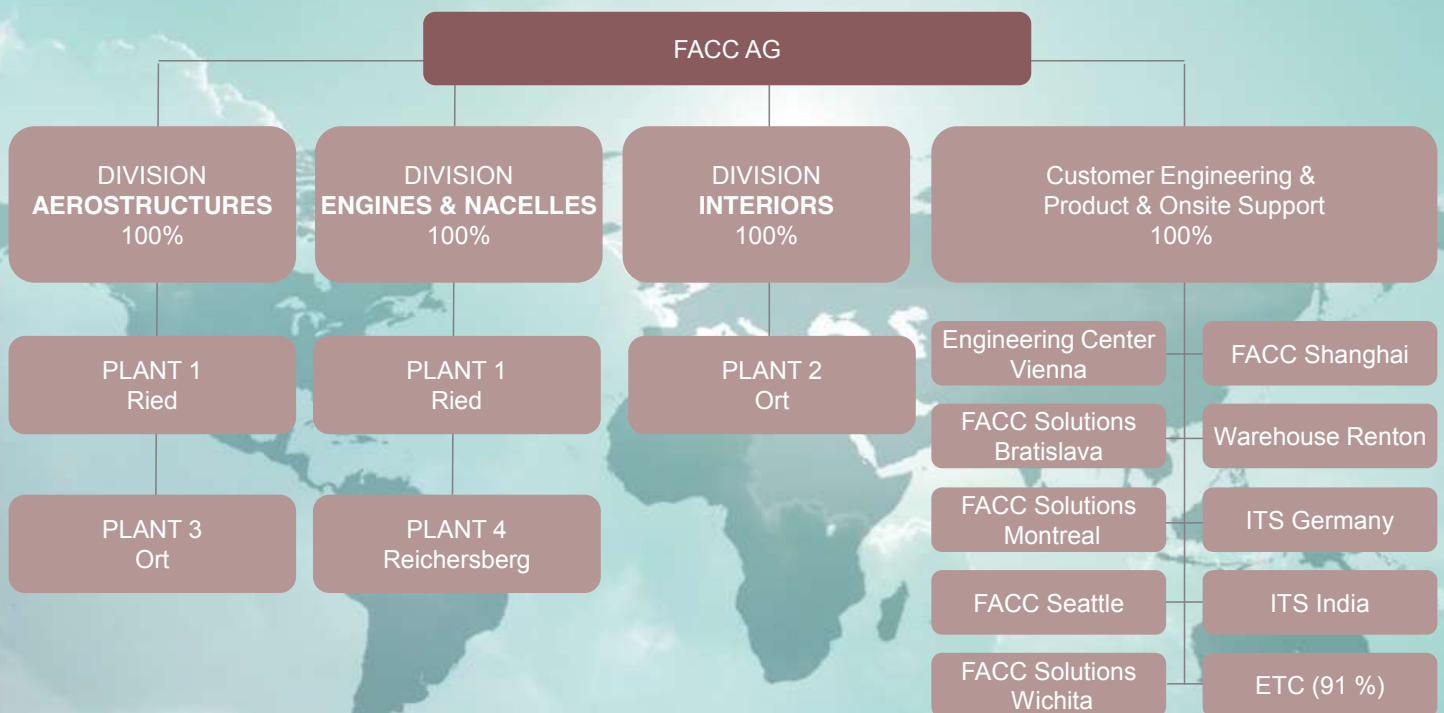 FACC AG
DIVISION
AEROSTRUCTURES
100%
DIVISION
ENGINES & NACELLES
100%
DIVISION
INTERIORS
100%
Customer Engineering &
Product & Onsite Support
100%
PLANT 1
Ried
PLANT 1
Ried
PLANT 2
Ort
PLANT 3
Ort
PLANT 4
Reichersberg
Engineering Center
Vienna
FACC Shanghai
FACC Solutions
Bratislava
Warehouse Renton
FACC Solutions
Montreal
ITS Germany
FACC Seattle
ITS India
FACC Solutions
Wichita
ETC (91 %)